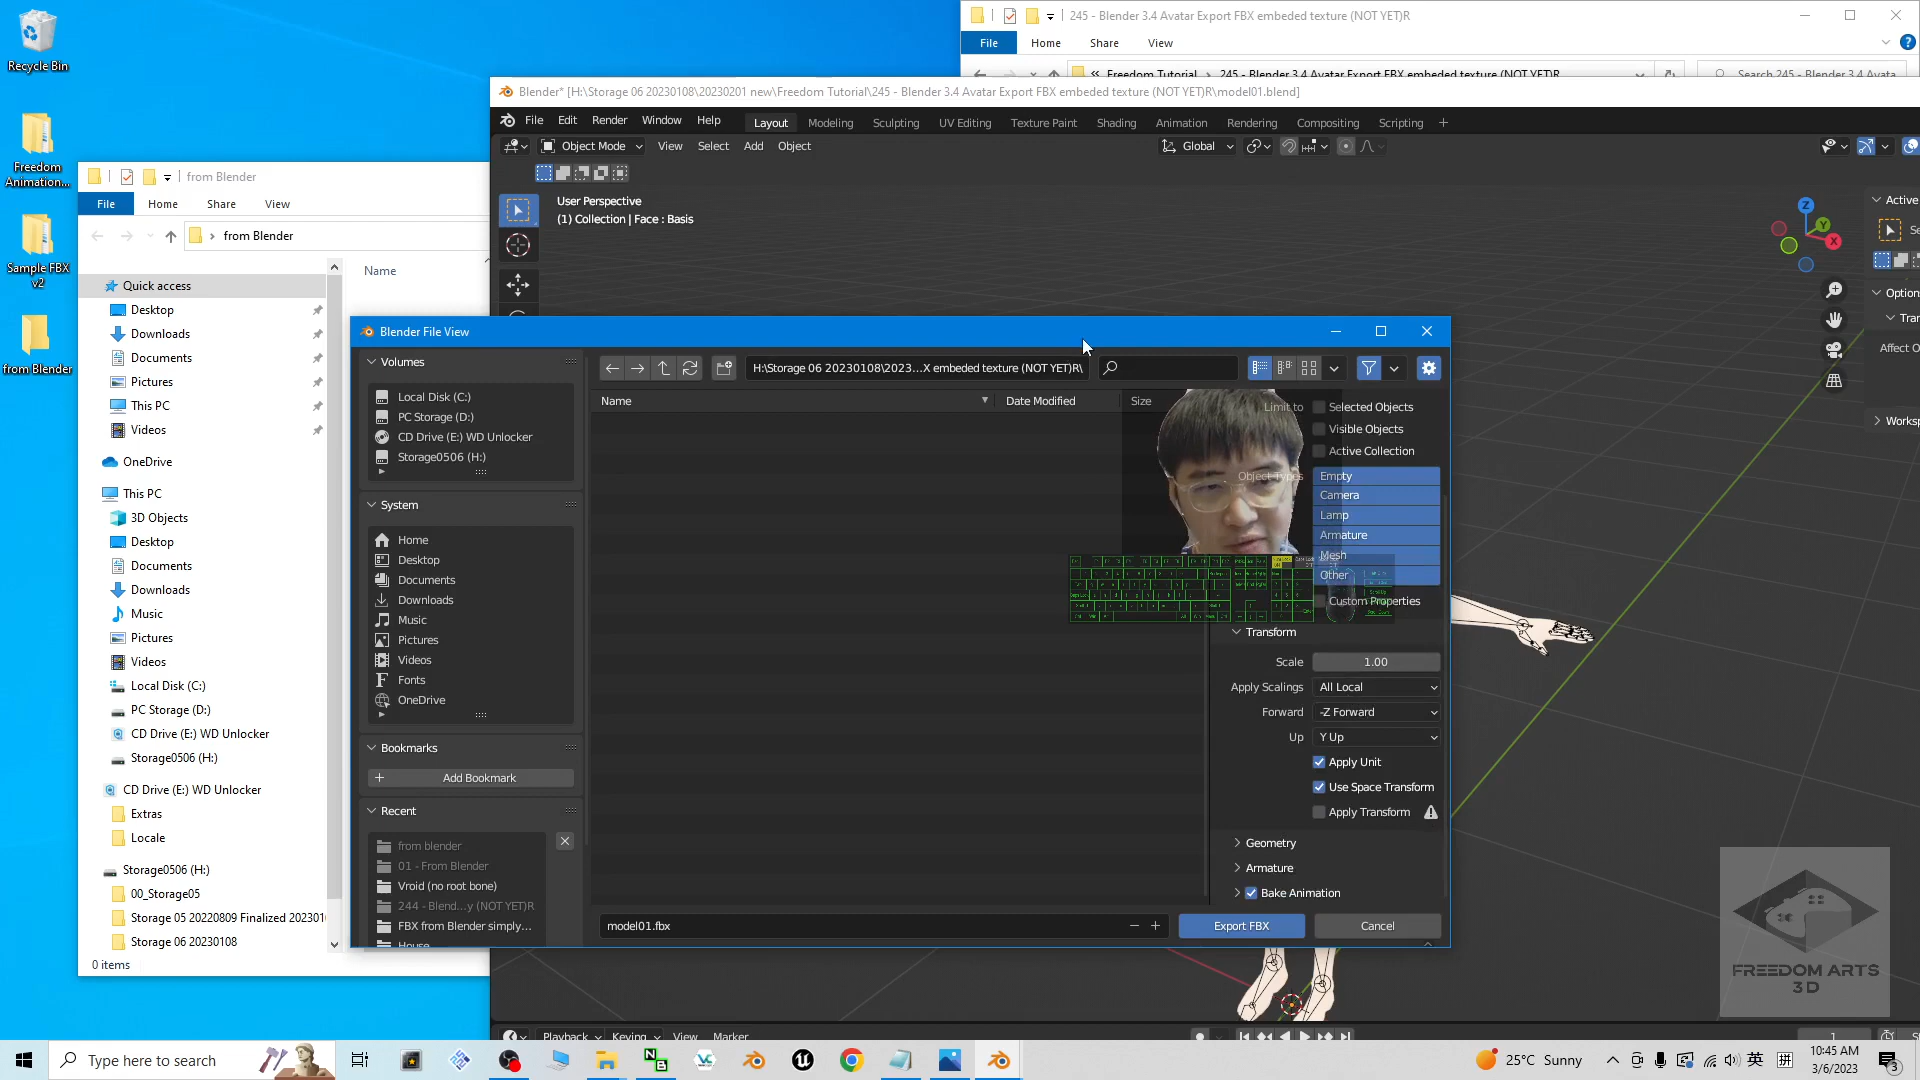 Recycle Bin
Freedom
Animation...
Sample FBX
v2
from Blender
245 - Blender 3.4 Avatar Export FBX embeded texture (NOT YET)R
File Home Share View
Freedom Tutorial 245 - Blender 3.4 Avatar Export FBX embeded texture (NOT YET)R
Search 245 - Blender 3.4 Avata
from Blender
File Home Share View
from Blender
Name
Quick access
Desktop
Downloads
Documents
Pictures
This PC
Videos
OneDrive
This PC
3D Objects
Desktop
Documents
Downloads
Music
Pictures
Videos
Local Disk (C:)
PC Storage (D:)
CD Drive (E:) WD Unlocker
Storage0506 (H:)
CD Drive (E:) WD Unlocker
Extras
Locale
Storage0506 (H:)
00_Storage05
Storage 05 20220809 Finalized 202301
Storage 06 20230108
0 items
Blender* [H:\Storage 06 20230108\20230201 new\Freedom Tutorial\245 - Blender 3.4 Avatar Export FBX embeded texture (NOT YET)R\model01.blend]
File Edit Render Window Help
Layout Modeling Sculpting UV Editing Texture Paint Shading Animation Rendering Compositing Scripting +
Object Mode View Select Add Object
Global
User Perspective
(1) Collection | Face : Basis
Z
Y
X
Active
Se
Option
Tra
Affect O
Works
Blender File View
Volumes
Local Disk (C:)
PC Storage (D:)
CD Drive (E:) WD Unlocker
Storage0506 (H:)
System
Home
Desktop
Documents
Downloads
Music
Pictures
Videos
Fonts
OneDrive
Bookmarks
Add Bookmark
Recent
from blender
01 - From Blender
Vroid (no root bone)
244 - Blend...y (NOT YET)R
FBX from Blender simply...
House
H:\Storage 06 20230108\2023...X embeded texture (NOT YET)R\
Name Date Modified Size
Limit to Selected Objects
Visible Objects
Active Collection
Object Types Empty
Camera
Lamp
Armature
Mesh
Other
Custom Properties
Transform
Scale 1.00
Apply Scalings All Local
Forward -Z Forward
Up Y Up
Apply Unit
Use Space Transform
Apply Transform
Geometry
Armature
Bake Animation
model01.fbx
Export FBX
Cancel
FREEDOM ARTS
3D
Playback Keying View Marker
1
Type here to search
25°C Sunny
英
拼
10:45 AM
3/6/2023
3